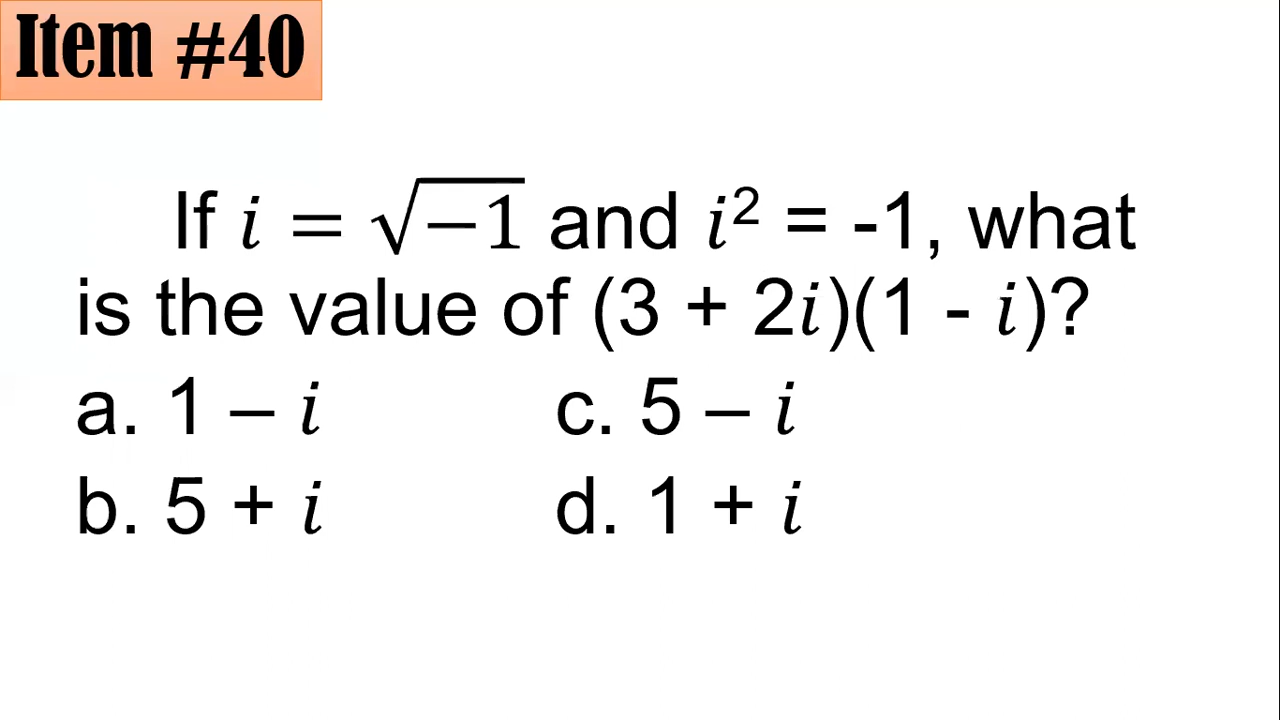 Item #40
If 𝑖 = √−1 and 𝑖² = -1, what
is the value of (3 + 2𝑖)(1 - 𝑖)?
a. 1 – 𝑖 c. 5 – 𝑖
b. 5 + 𝑖 d. 1 + 𝑖